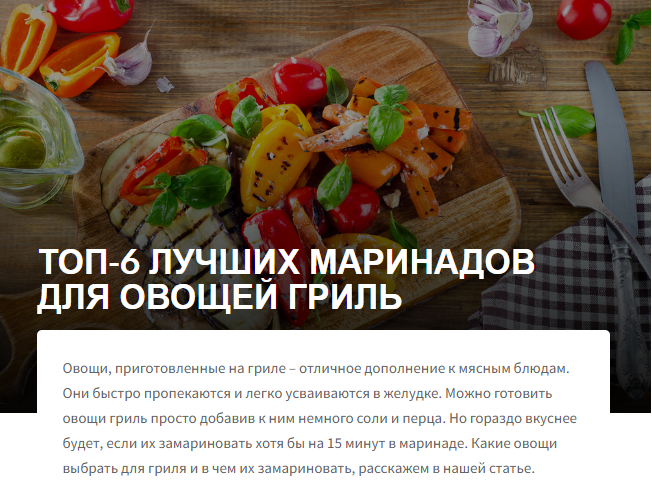 ТОП-6 ЛУЧШИХ МАРИНАДОВ
ДЛЯ ОВОЩЕЙ ГРИЛЬ
Овощи, приготовленные на гриле – отличное дополнение к мясным блюдам.
Они быстро пропекаются и легко усваиваются в желудке. Можно готовить
овощи гриль просто добавив к ним немного соли и перца. Но гораздо вкуснее
будет, если их замариновать хотя бы на 15 минут в маринаде. Какие овощи
выбрать для гриля и в чем их замариновать, расскажем в нашей статье.